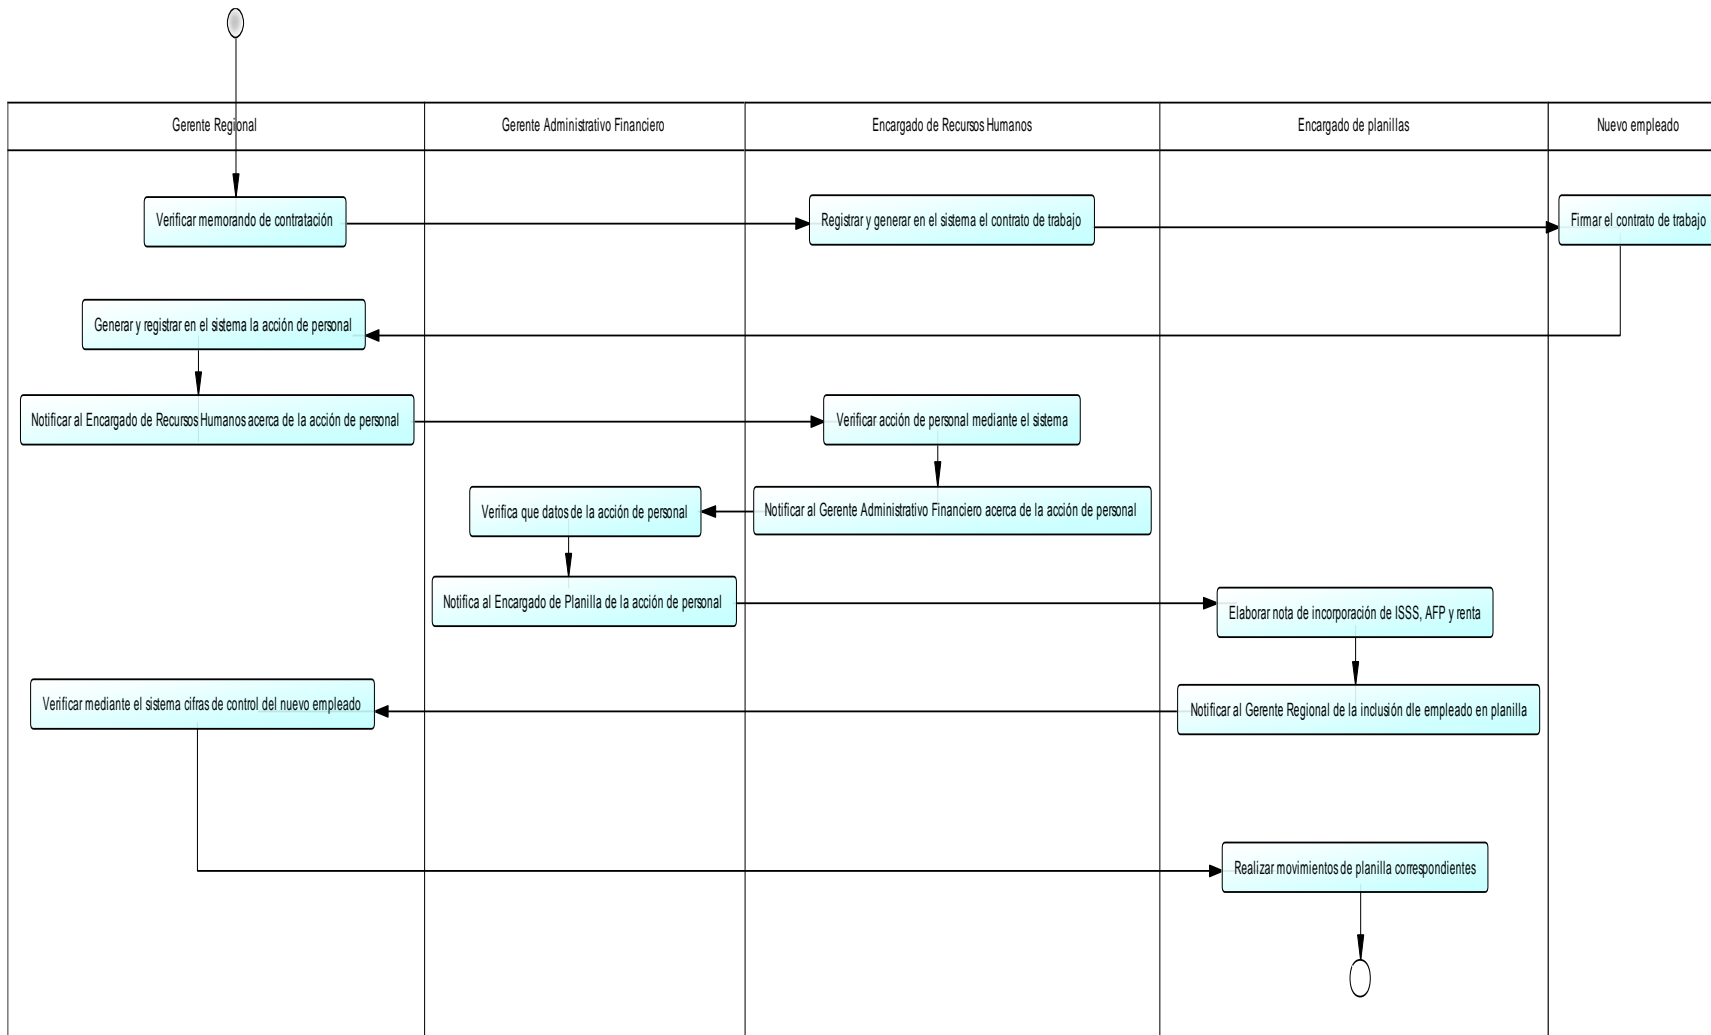 Gerente Regional
Gerente Administrativo Financiero
Encargado de Recursos Humanos
Encargado de planillas
Nuevo empleado
Verificar memorando de contratación
Registrar y generar en el sistema el contrato de trabajo
Firmar el contrato de trabajo
Generar y registrar en el sistema la acción de personal
Notificar al Encargado de Recursos Humanos acerca de la acción de personal
Verificar acción de personal mediante el sistema
Verifica que datos de la acción de personal
Notificar al Gerente Administrativo Financiero acerca de la acción de personal
Notifica al Encargado de Planilla de la acción de personal
Elaborar nota de incorporación de ISSS, AFP y renta
Verificar mediante el sistema cifras de control del nuevo empleado
Notificar al Gerente Regional de la inclusión dle empleado en planilla
Realizar movimientos de planilla correspondientes